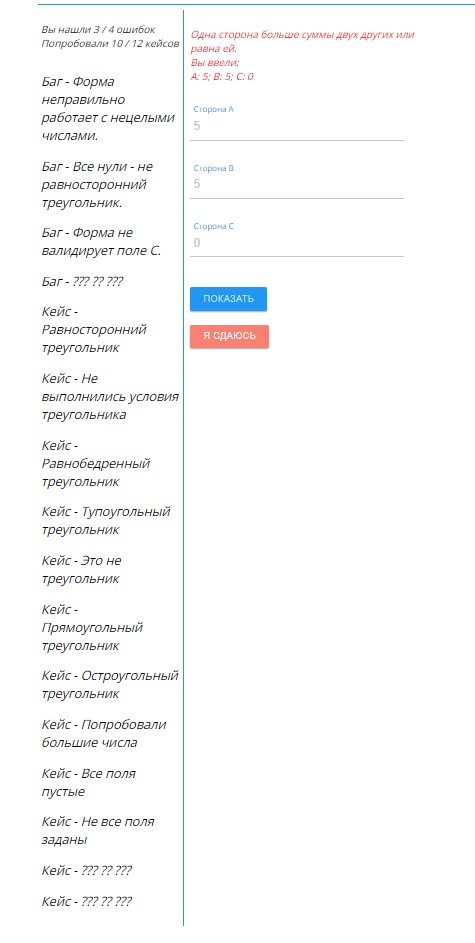 Вы нашли 3 / 4 ошибок
Попробовали 10 / 12 кейсов
Баг - Форма
неправильно
работает с нецелыми
числами.
Баг - Все нули - не
равносторонний
треугольник.
Баг - Форма не
валидирует поле С.
Баг - ??? ?? ???
Кейс -
Равносторонний
треугольник
Кейс - Не
выполнились условия
треугольника
Кейс -
Равнобедренный
треугольник
Кейс - Тупоугольный
треугольник
Кейс - Это не
треугольник
Кейс -
Прямоугольный
треугольник
Кейс - Остроугольный
треугольник
Кейс - Попробовали
большие числа
Кейс - Все поля
пустые
Кейс - Не все поля
заданы
Кейс - ??? ?? ???
Кейс - ??? ?? ???
Одна сторона больше суммы двух других или
равна ей.
Вы ввели:
A: 5; B: 5; C: 0
Сторона A
5
Сторона B
5
Сторона C
0
ПОКАЗАТЬ
Я СДАЮСЬ